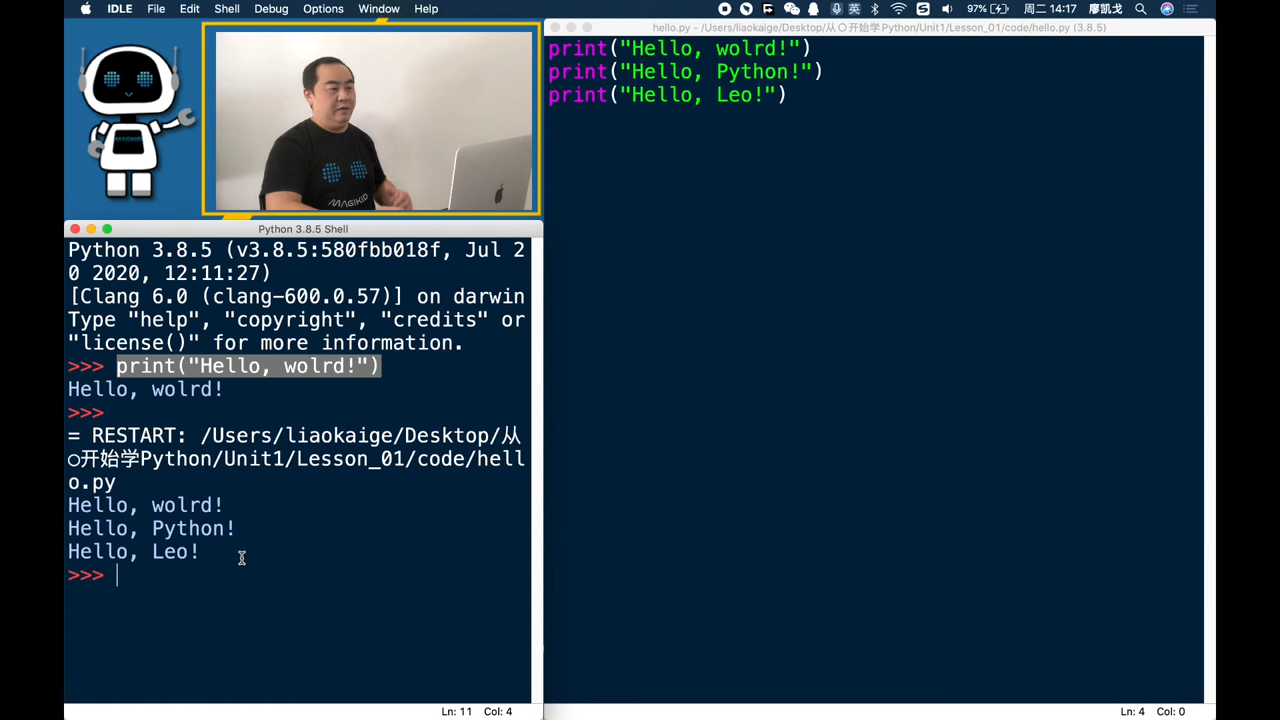 IDLE File Edit Shell Debug Options Window Help
英 97% 周二 14:17 廖凯戈
hello.py - /Users/liaokaige/Desktop/从〇开始学Python/Unit1/Lesson_01/code/hello.py (3.8.5)
print("Hello, wolrd!")
print("Hello, Python!")
print("Hello, Leo!")
MAGIKID
Python 3.8.5 Shell
Python 3.8.5 (v3.8.5:580fbb018f, Jul 2
0 2020, 12:11:27)
[Clang 6.0 (clang-600.0.57)] on darwin
Type "help", "copyright", "credits" or
"license()" for more information.
>>> print("Hello, wolrd!")
Hello, wolrd!
>>>
= RESTART: /Users/liaokaige/Desktop/从
〇开始学Python/Unit1/Lesson_01/code/hell
o.py
Hello, wolrd!
Hello, Python!
Hello, Leo!
>>>
Ln: 11 Col: 4
Ln: 4 Col: 0